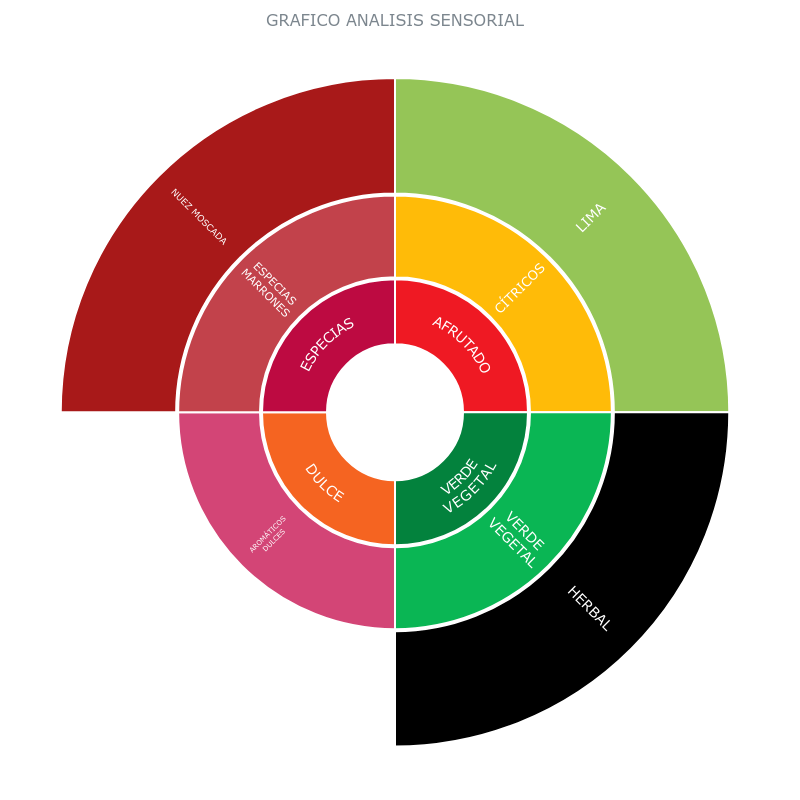 GRAFICO ANALISIS SENSORIAL
LIMA
NUEZ MOSCADA
CÍTRICOS
ESPECIAS
MARRONES
AFRUTADO
ESPECIAS
DULCE
VERDE
VEGETAL
VERDE
VEGETAL
AROMÁTICOS
DULCES
HERBAL